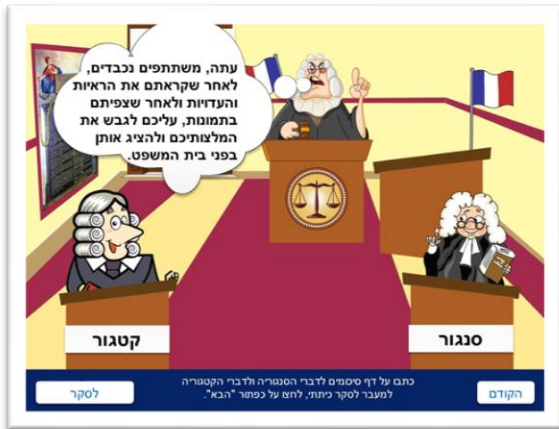 עתה, משתתפים נכבדים,
לאחר שקראתם את הראיות
והעדויות ולאחר שצפיתם
בתמונות, עליכם לגבש את
המלצותיכם ולהציג אותן
בפני בית המשפט.
סנגור
קטגור
כתבו על דף סיכומים לדברי הסנגוריה ולדברי הקטגוריה
למעבר לסקר כיתתי, לחצו על כפתור "הבא".
הקודם
לסקר